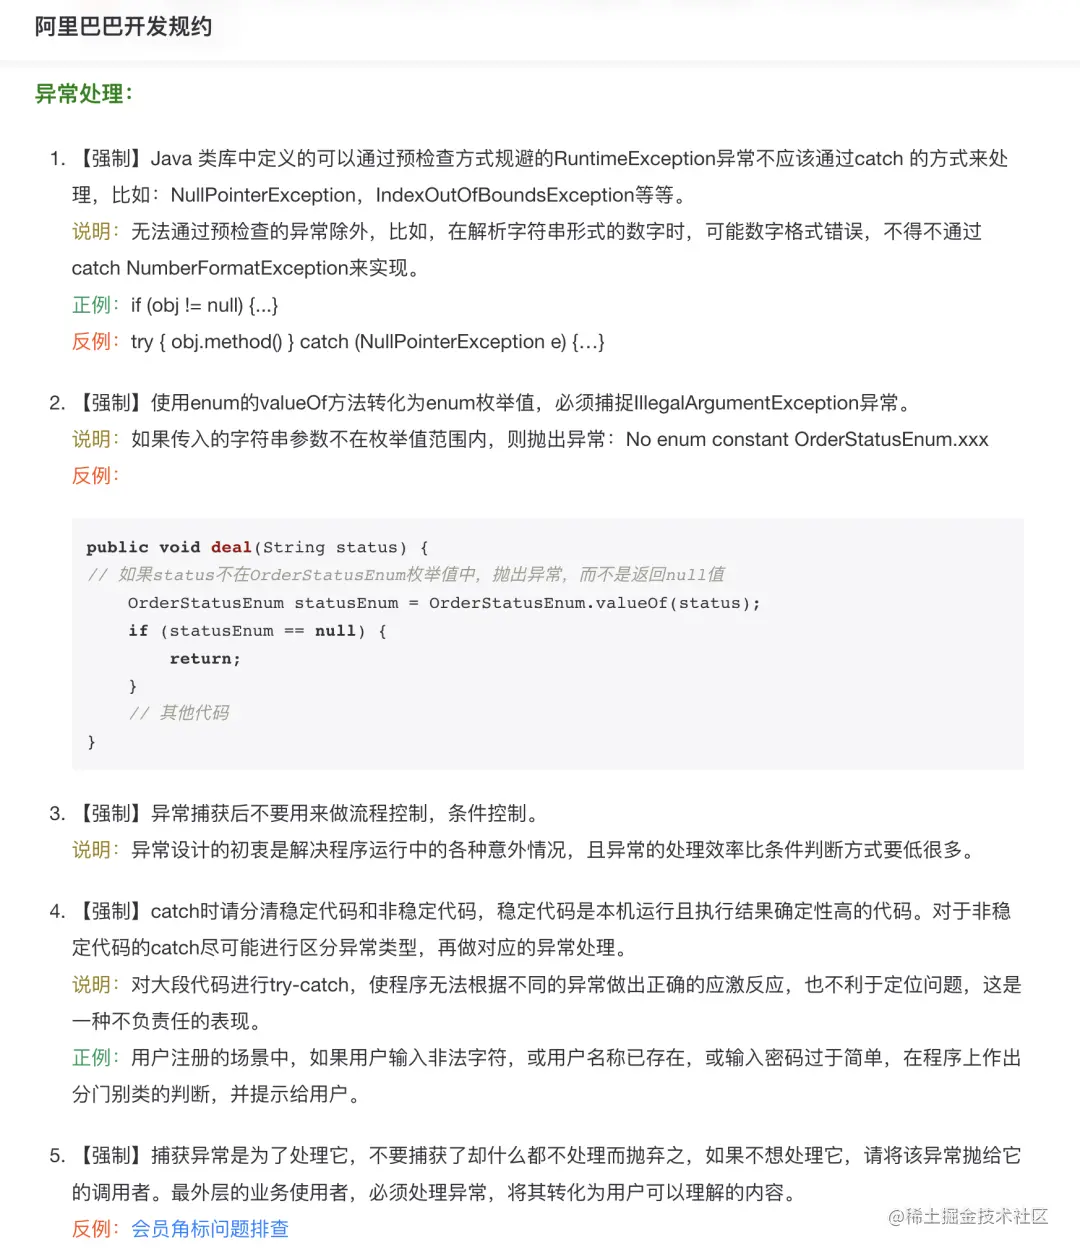 阿里巴巴开发规约
异常处理：
1. 【强制】Java 类库中定义的可以通过预检查方式规避的RuntimeException异常不应该通过catch 的方式来处
理，比如：NullPointerException，IndexOutOfBoundsException等等。
说明：无法通过预检查的异常除外，比如，在解析字符串形式的数字时，可能数字格式错误，不得不通过
catch NumberFormatException来实现。
正例：if (obj != null) {...}
反例：try { obj.method() } catch (NullPointerException e) {…}
2. 【强制】使用enum的valueOf方法转化为enum枚举值，必须捕捉IllegalArgumentException异常。
说明：如果传入的字符串参数不在枚举值范围内，则抛出异常：No enum constant OrderStatusEnum.xxx
反例：
public void deal(String status) {
// 如果status不在OrderStatusEnum枚举值中，抛出异常，而不是返回null值
    OrderStatusEnum statusEnum = OrderStatusEnum.valueOf(status);
    if (statusEnum == null) {
        return;
    }
    // 其他代码
}
3. 【强制】异常捕获后不要用来做流程控制，条件控制。
说明：异常设计的初衷是解决程序运行中的各种意外情况，且异常的处理效率比条件判断方式要低很多。
4. 【强制】catch时请分清稳定代码和非稳定代码，稳定代码是本机运行且执行结果确定性高的代码。对于非稳
定代码的catch尽可能进行区分异常类型，再做对应的异常处理。
说明：对大段代码进行try-catch，使程序无法根据不同的异常做出正确的应激反应，也不利于定位问题，这是
一种不负责任的表现。
正例：用户注册的场景中，如果用户输入非法字符，或用户名称已存在，或输入密码过于简单，在程序上作出
分门别类的判断，并提示给用户。
5. 【强制】捕获异常是为了处理它，不要捕获了却什么都不处理而抛弃之，如果不想处理它，请将该异常抛给它
的调用者。最外层的业务使用者，必须处理异常，将其转化为用户可以理解的内容。
反例：会员角标问题排查
@稀土掘金技术社区